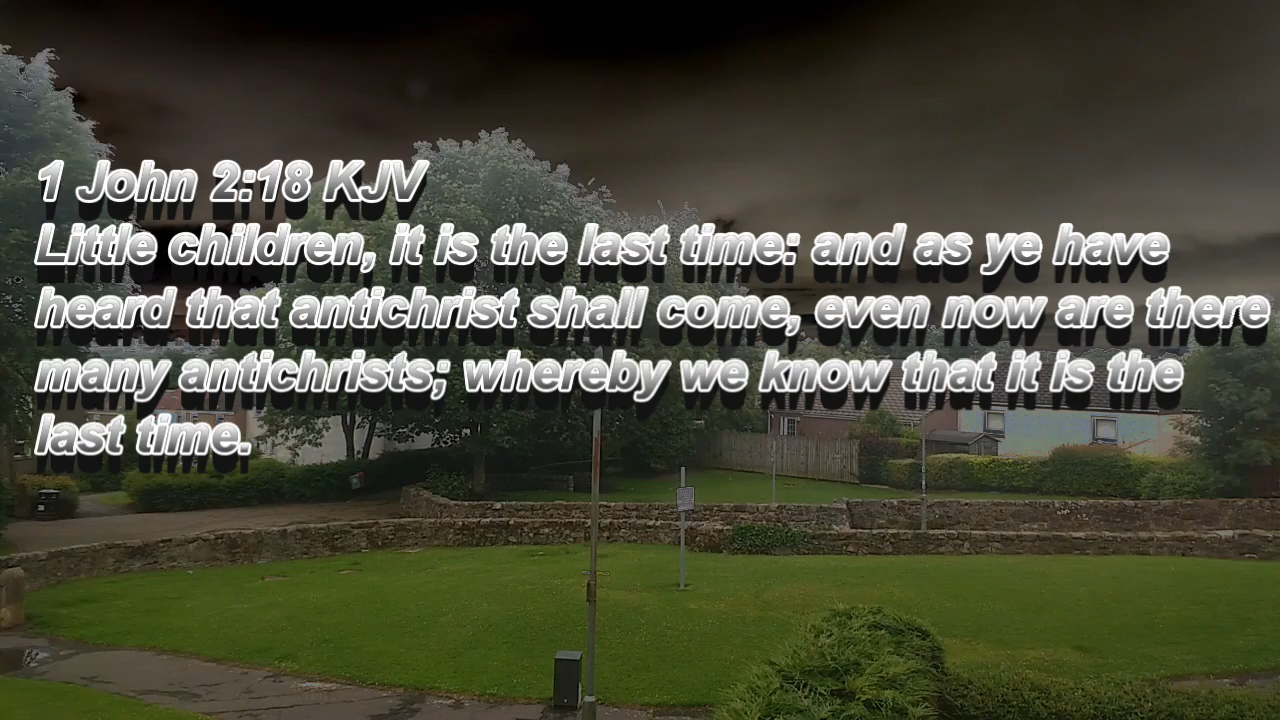 1 John 2:18 KJV
Little children, it is the last time: and as ye have
heard that antichrist shall come, even now are there
many antichrists; whereby we know that it is the
last time.